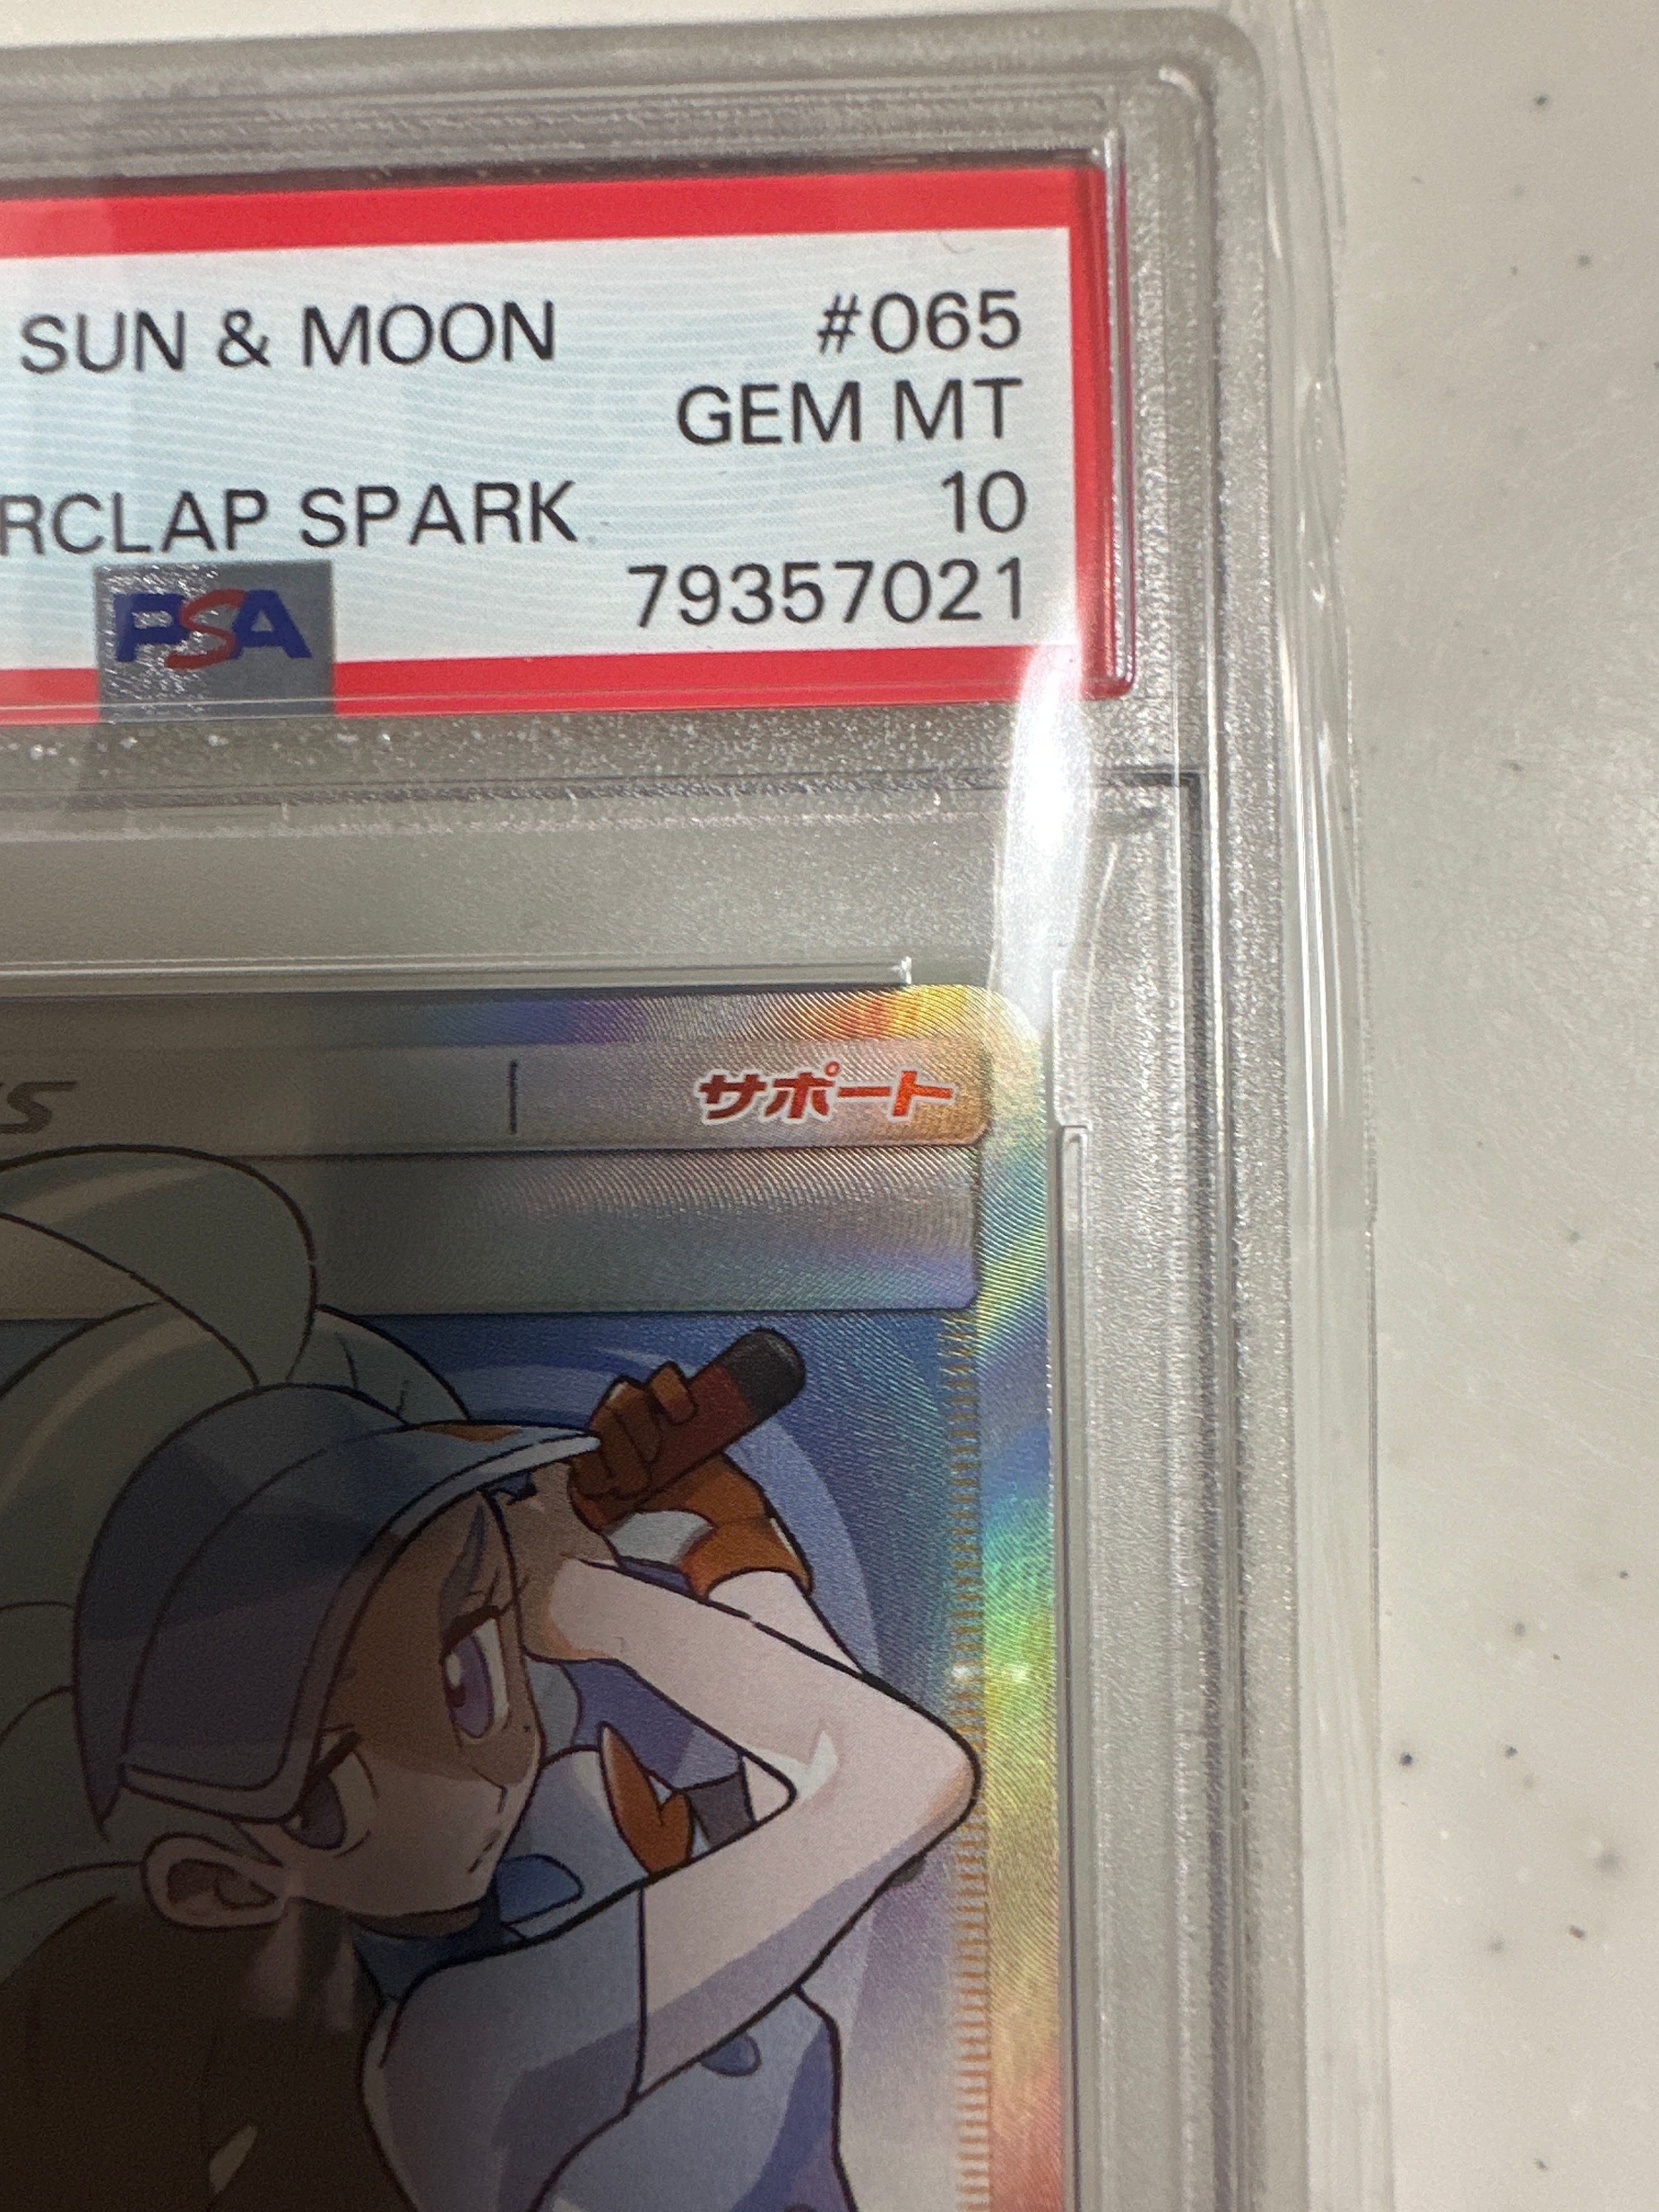 SUN & MOON #065
GEM MT
RCLAP SPARK 10
PSA 79357021
サポート